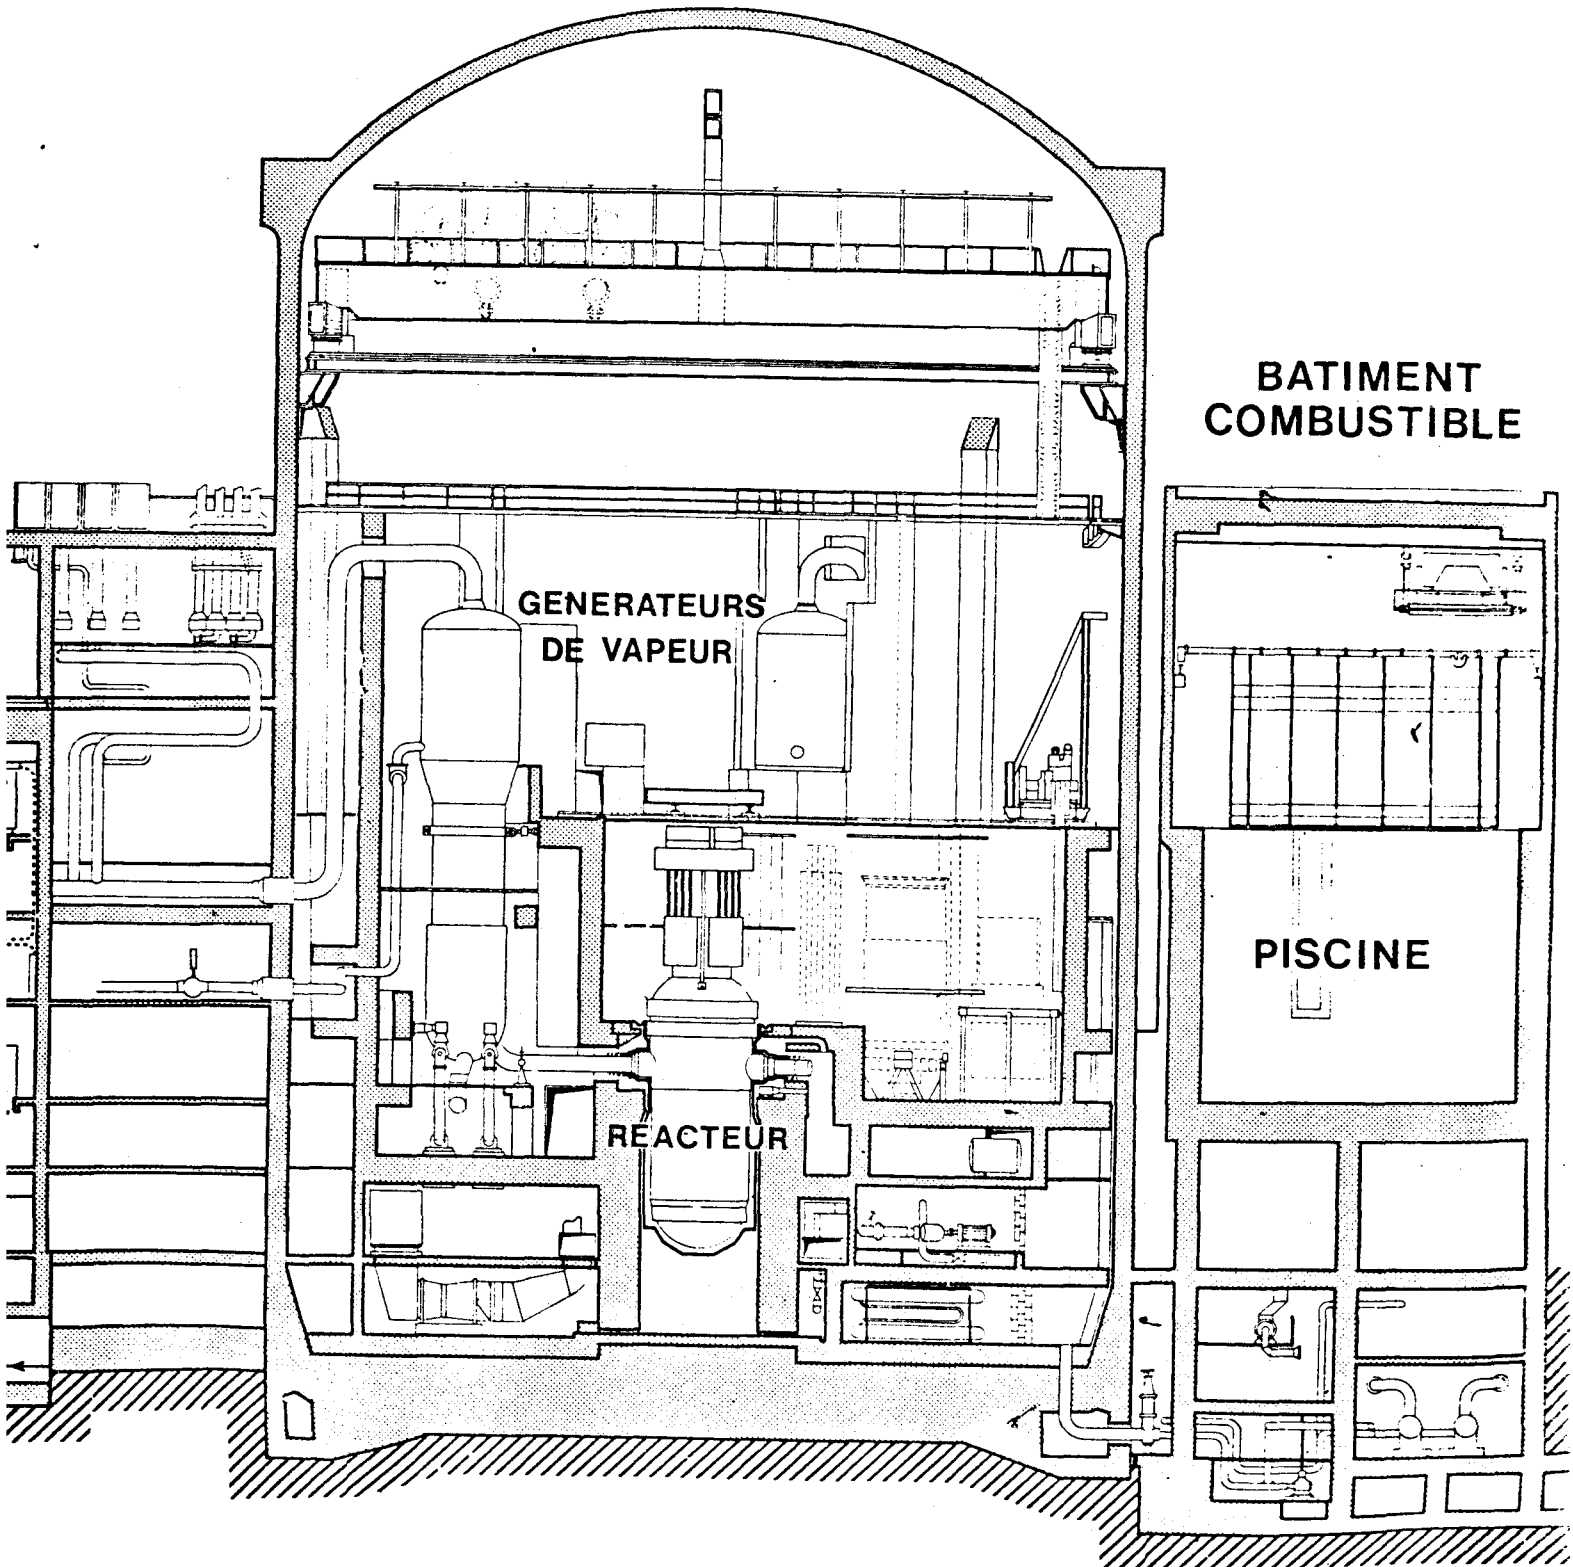 BATIMENT
COMBUSTIBLE
GENERATEURS
DE VAPEUR
PISCINE
REACTEUR